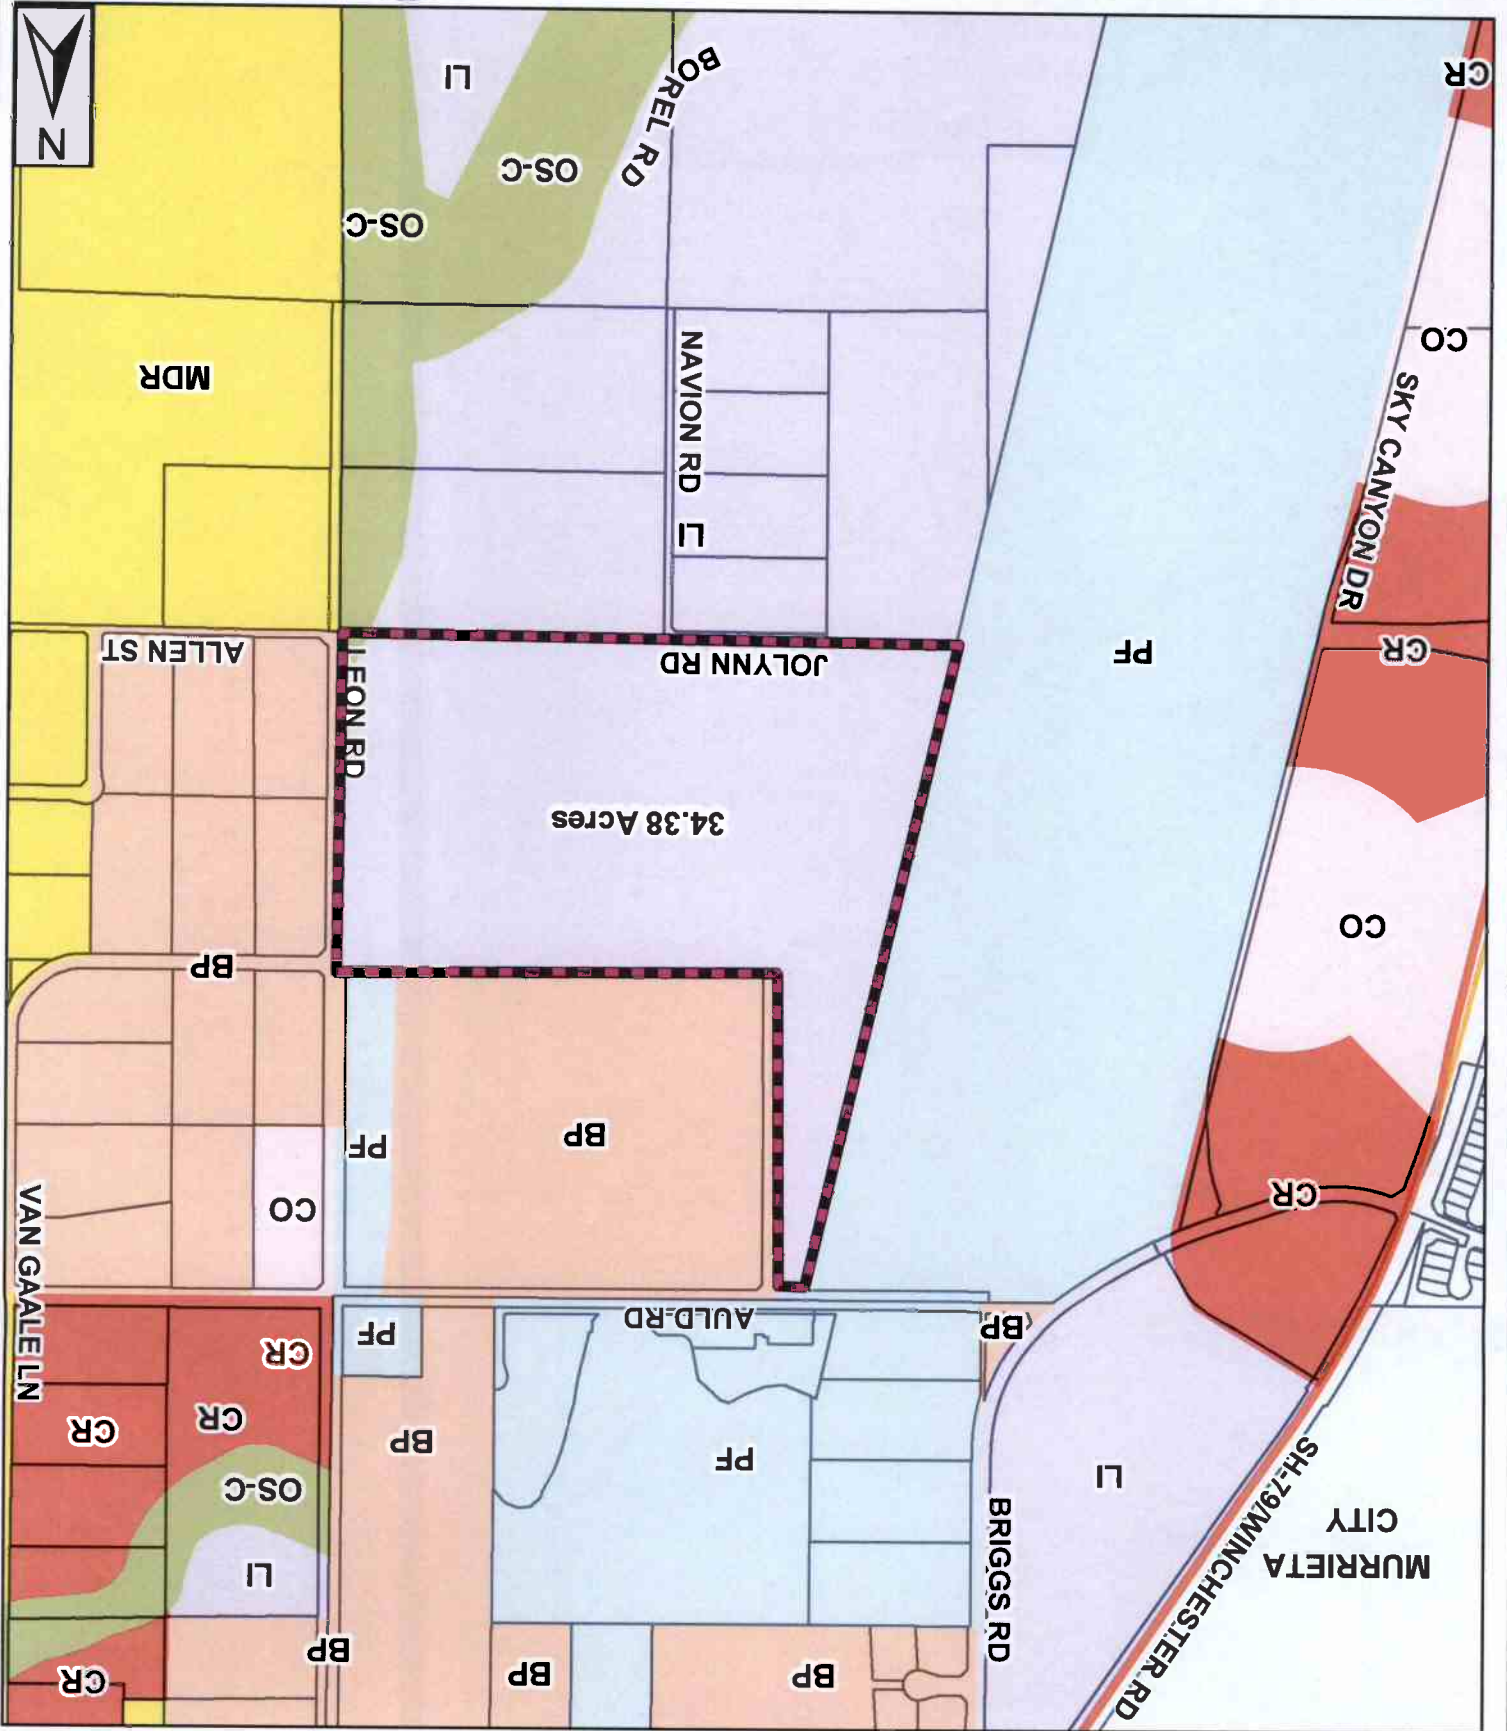 CR
BP
BP
BP
MURRIETA
CITY
SH-79/WINCHESTER RD
BRIGGS RD
LI
LI
OS-C
PF
BP
CR
CR
CR
VAN GAALE LN
PF
BP
AULD RD
CO
CR
PF
BP
BP
CO
34.38 Acres
LEON RD
JOLYNN RD
ALLEN ST
PF
CR
SKY CANYON DR
LI
NAVION RD
MDR
CO
OS-C
OS-C
BOREL RD
LI
CR
N